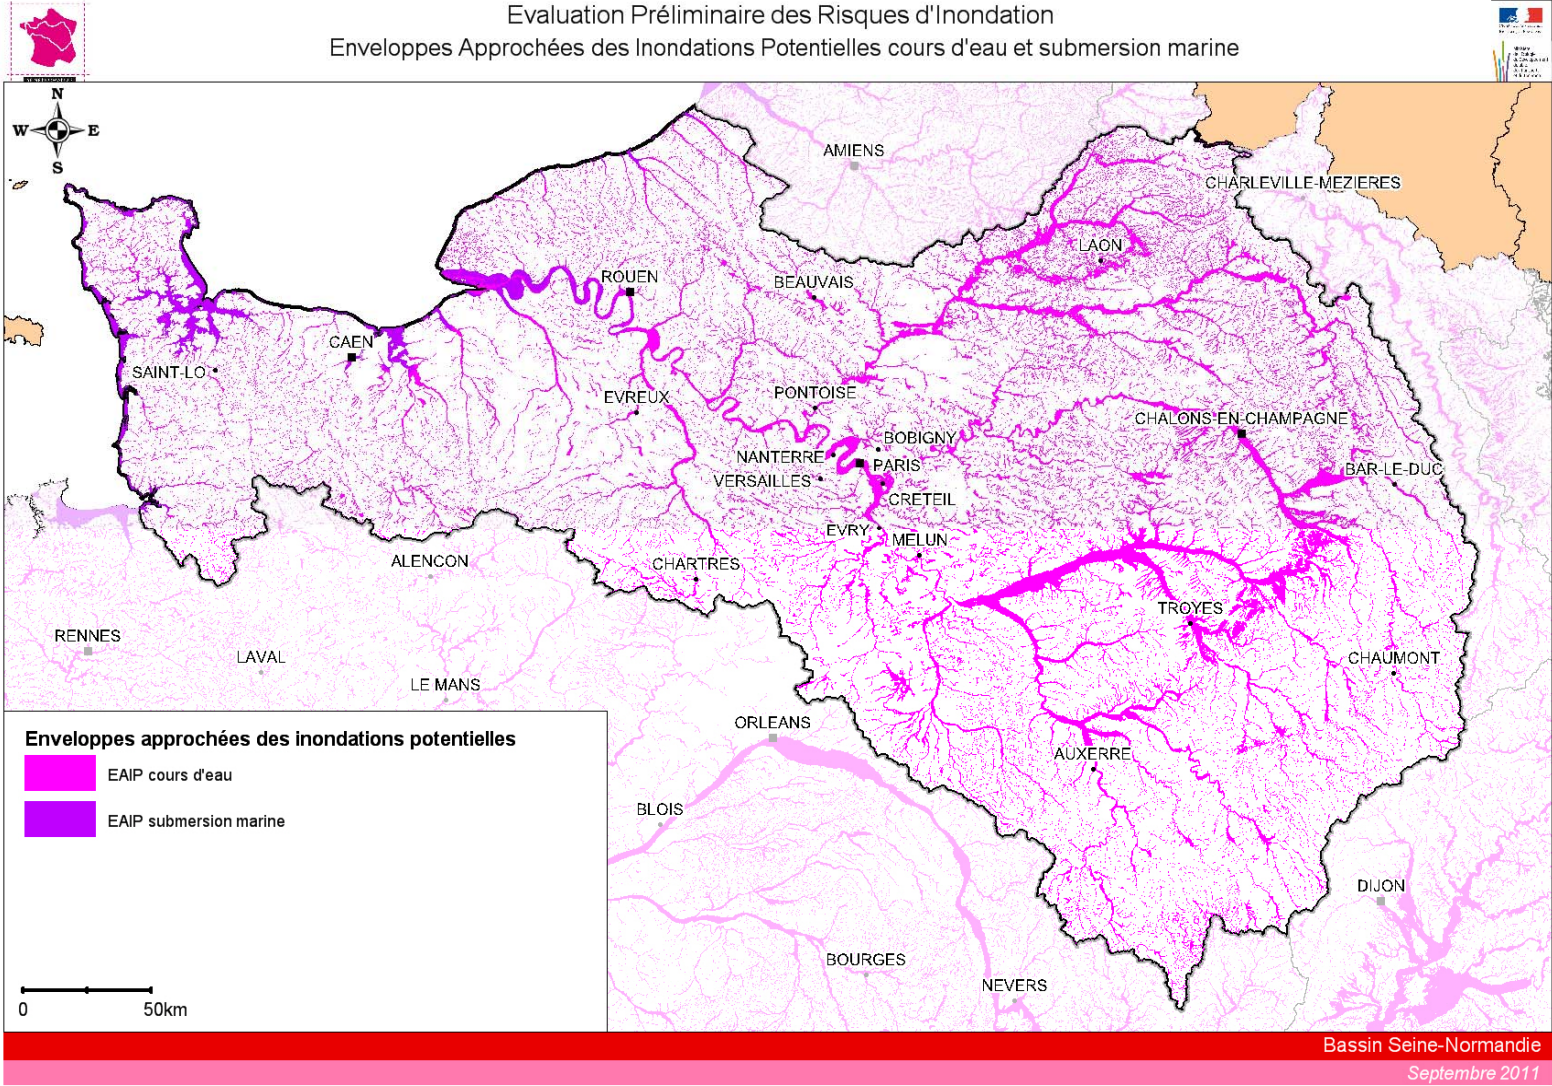 Evaluation Préliminaire des Risques d'Inondation
Enveloppes Approchées des Inondations Potentielles cours d'eau et submersion marine
N
W E
S
AMIENS
CHARLEVILLE-MEZIERES
LAON
ROUEN
BEAUVAIS
CAEN
SAINT-LO
EVREUX
PONTOISE
CHALONS-EN-CHAMPAGNE
BOBIGNY
NANTERRE
PARIS
BAR-LE-DUC
VERSAILLES
CRETEIL
EVRY
MELUN
ALENCON
CHARTRES
TROYES
RENNES
LAVAL
CHAUMONT
LE MANS
ORLEANS
AUXERRE
BLOIS
DIJON
BOURGES
NEVERS
Enveloppes approchées des inondations potentielles
EAIP cours d'eau
EAIP submersion marine
0 50km
Bassin Seine-Normandie
Septembre 2011